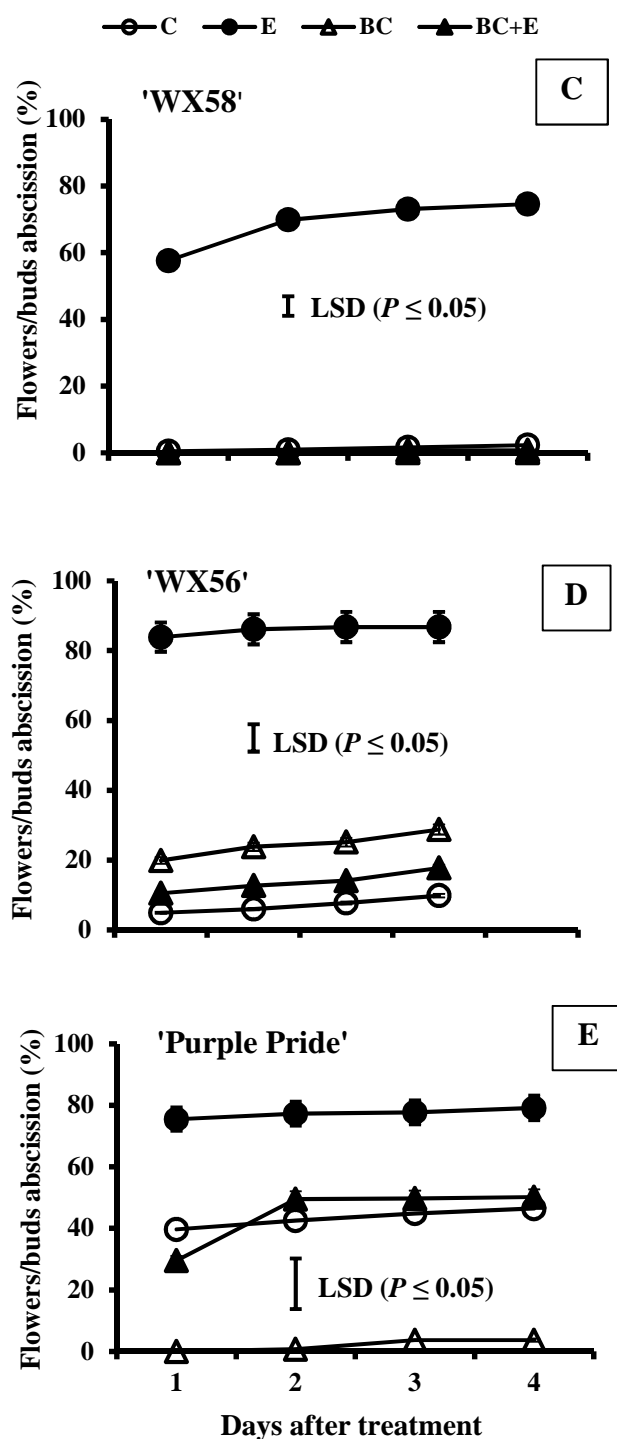 C E BC BC+E
'WX58' C
Flowers/buds abscission (%)
100
80
60
40
20
0
LSD (P ≤ 0.05)
'WX56' D
Flowers/buds abscission (%)
100
80
60
40
20
0
LSD (P ≤ 0.05)
'Purple Pride' E
Flowers/buds abscission (%)
100
80
60
40
20
0
LSD (P ≤ 0.05)
1 2 3 4
Days after treatment